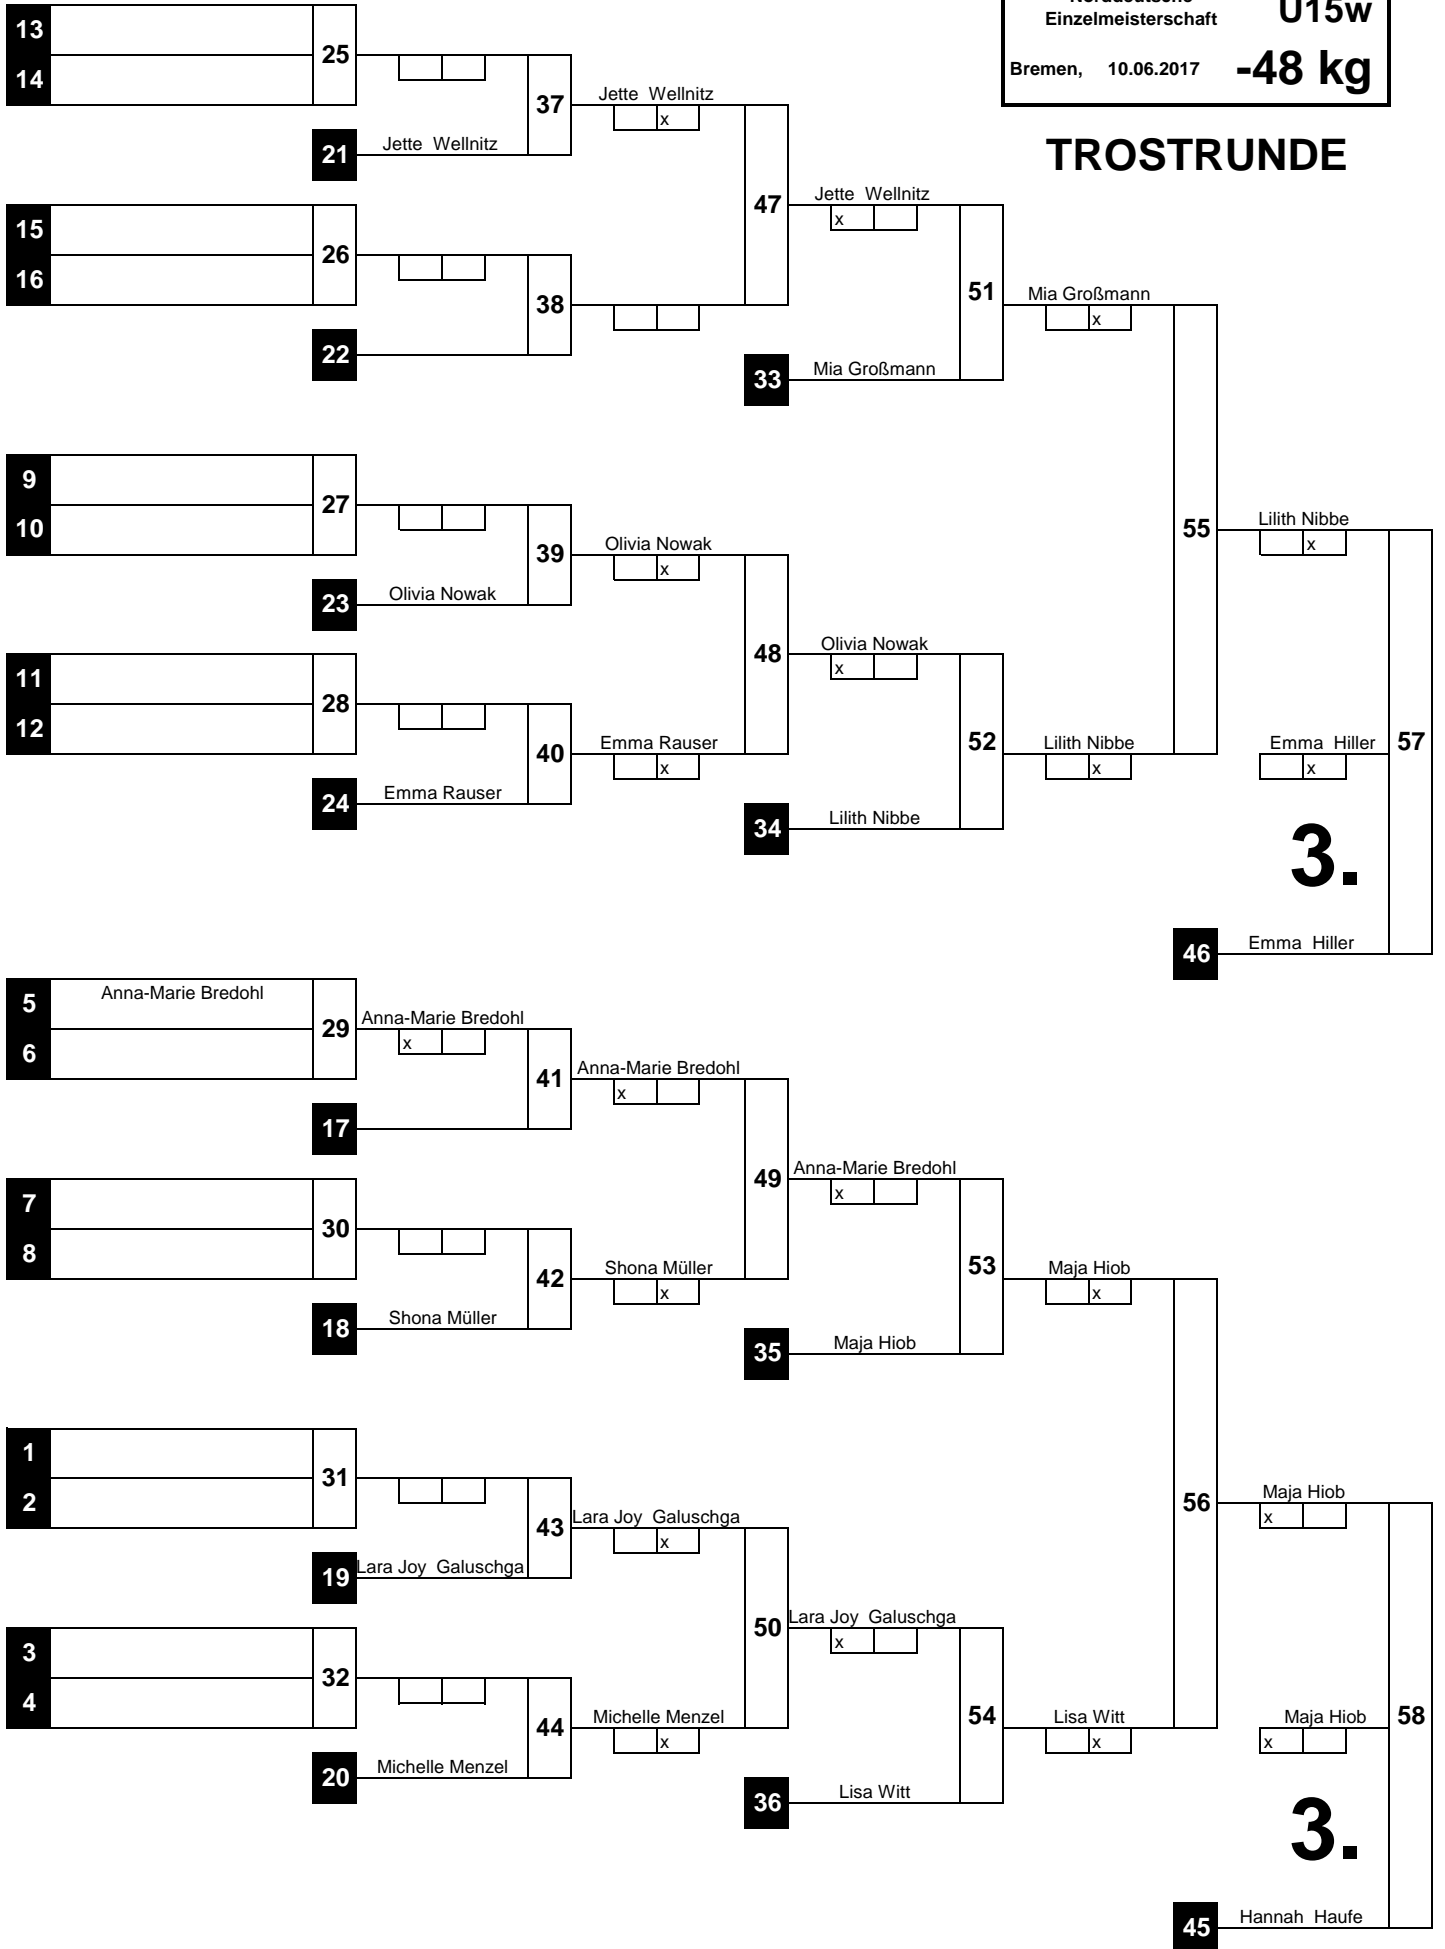 Norddeutsche
Einzelmeisterschaft
U15w
Bremen, 10.06.2017
-48 kg
TROSTRUNDE
13
14
25
37
Jette Wellnitz
x
21
Jette Wellnitz
47
Jette Wellnitz
x
15
16
26
38
22
51
Mia Großmann
x
33
Mia Großmann
9
10
27
39
Olivia Nowak
x
23
Olivia Nowak
55
Lilith Nibbe
x
48
Olivia Nowak
x
11
12
28
40
Emma Rauser
x
24
Emma Rauser
52
Lilith Nibbe
x
34
Lilith Nibbe
Emma Hiller
x
57
3.
46
Emma Hiller
5
6
Anna-Marie Bredohl
29
Anna-Marie Bredohl
x
41
Anna-Marie Bredohl
x
17
49
Anna-Marie Bredohl
x
7
8
30
42
Shona Müller
x
18
Shona Müller
53
Maja Hiob
x
35
Maja Hiob
1
2
31
43
Lara Joy Galuschga
x
19
Lara Joy Galuschga
56
Maja Hiob
x
50
Lara Joy Galuschga
x
3
4
32
44
Michelle Menzel
x
20
Michelle Menzel
54
Lisa Witt
x
36
Lisa Witt
Maja Hiob
x
58
3.
45
Hannah Haufe